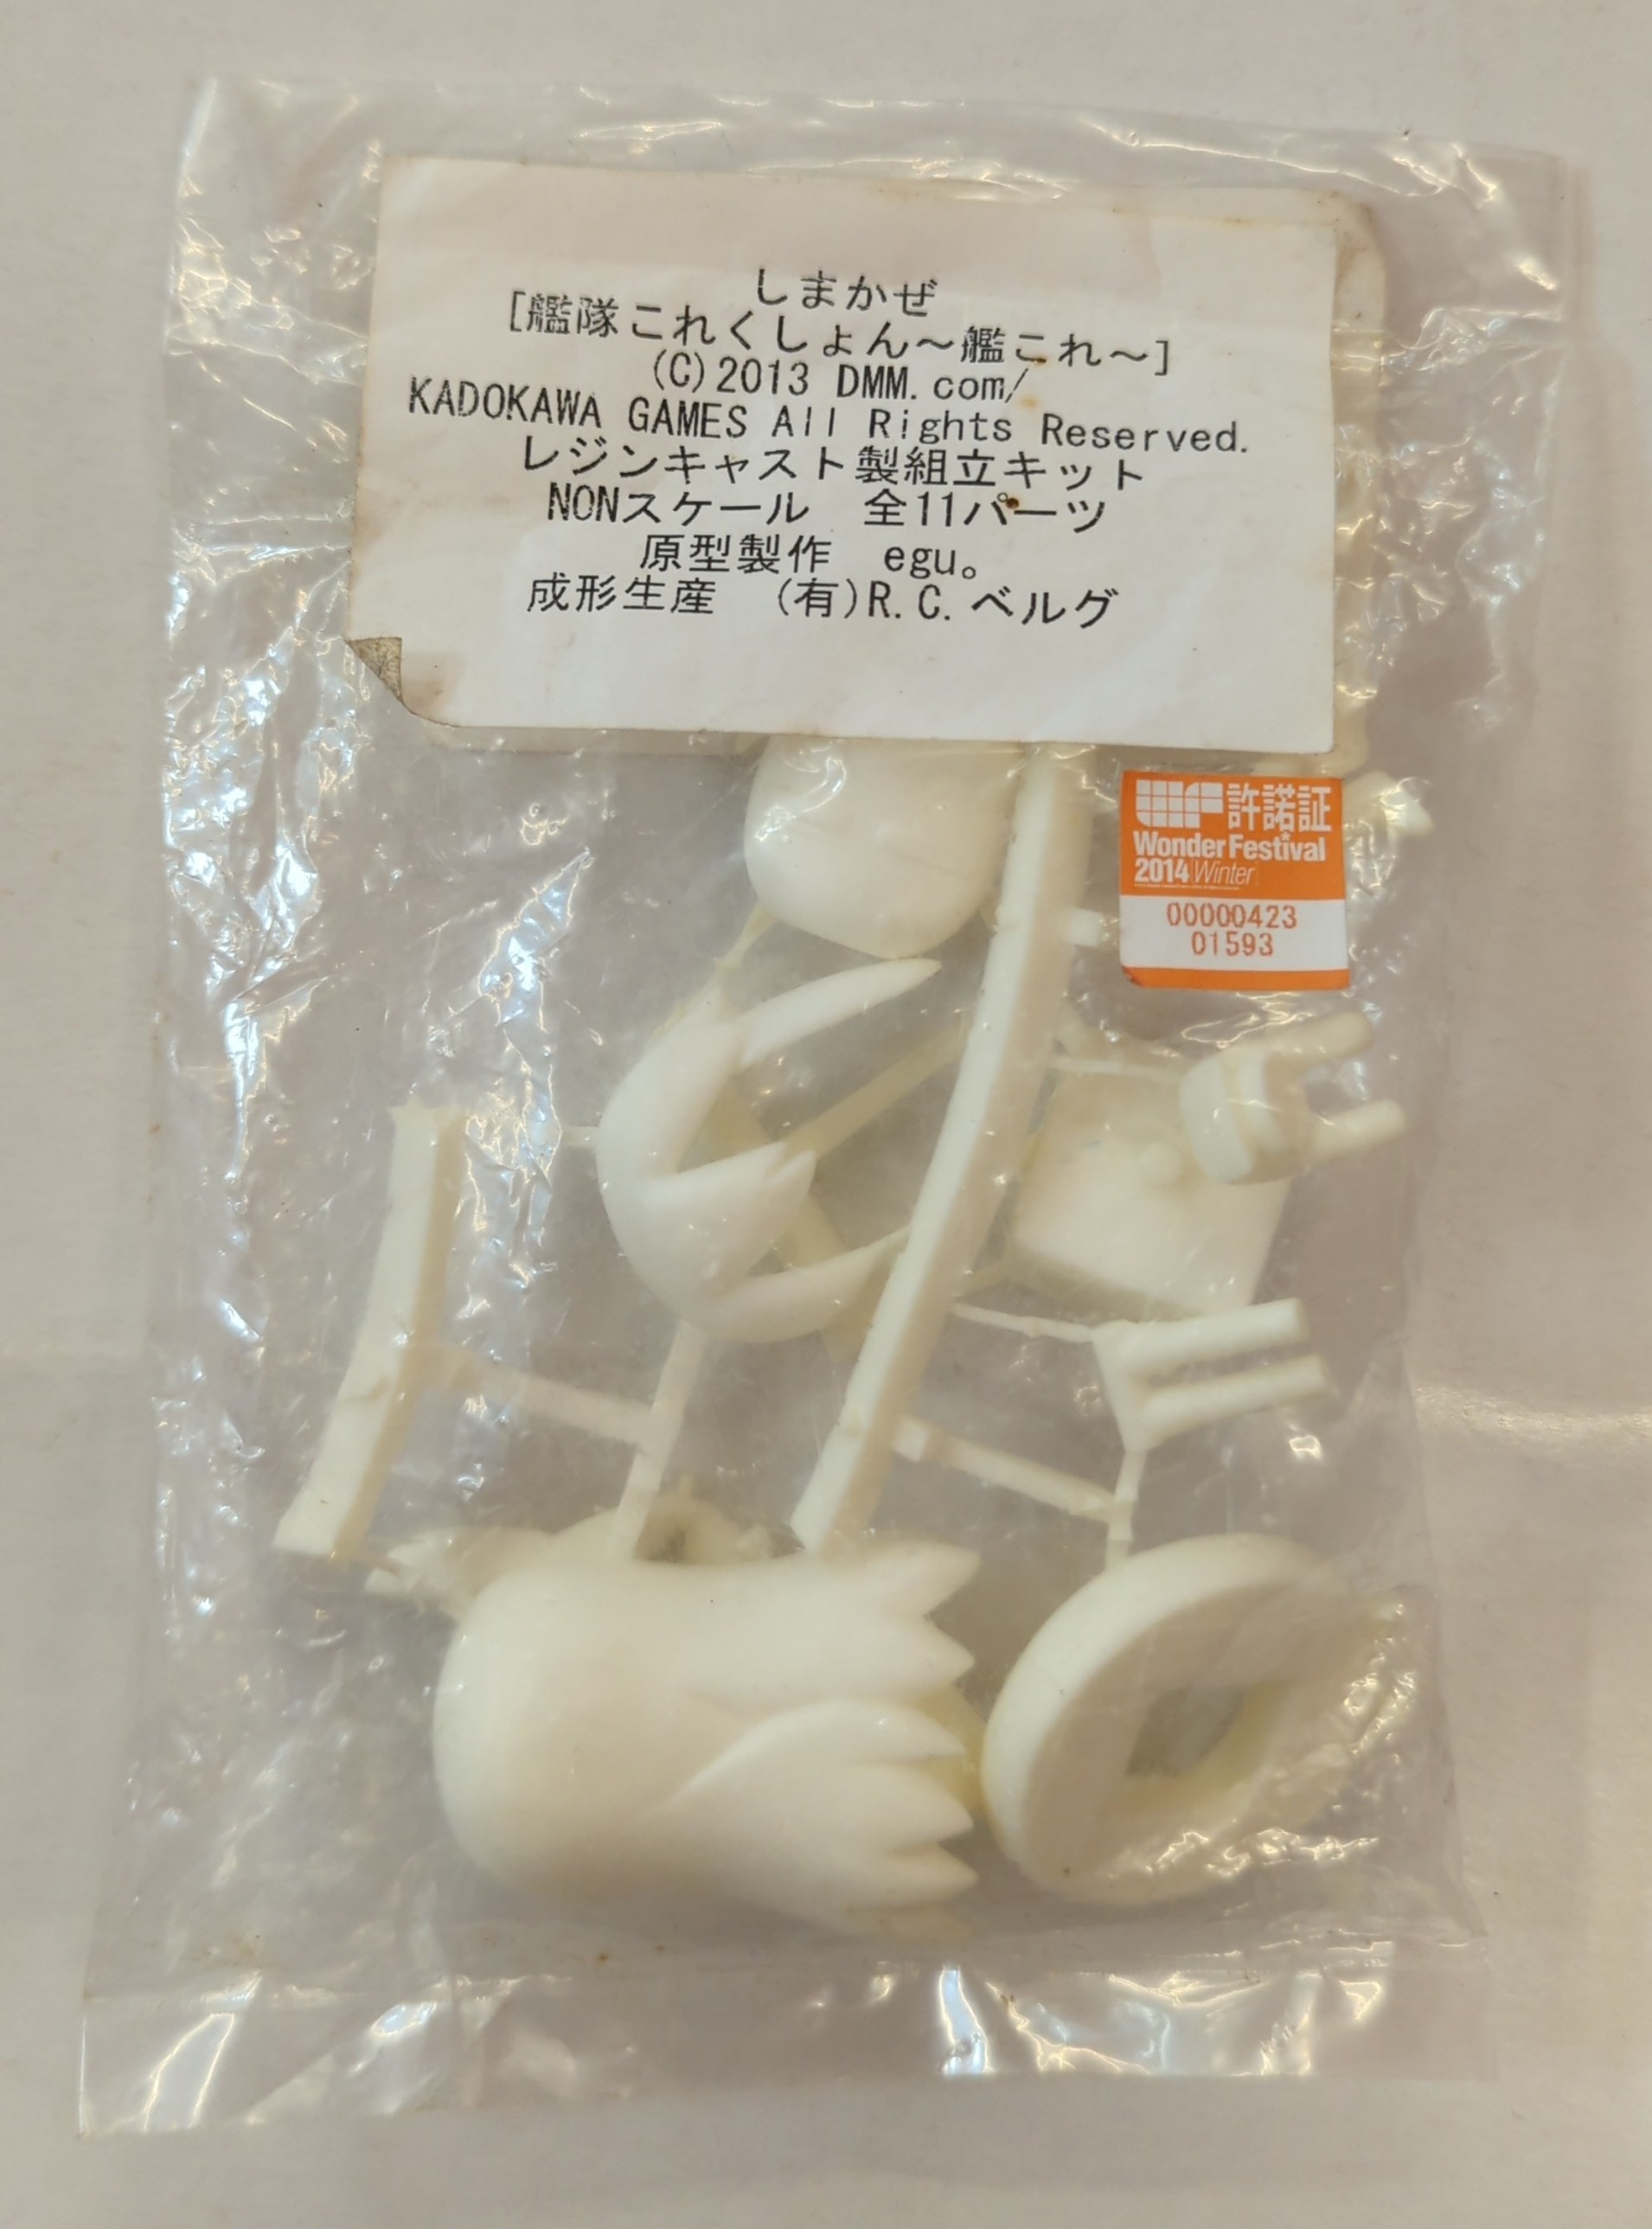 しまかぜ
[艦隊これくしょん～艦これ～]
(C)2013 DMM.com/
KADOKAWA GAMES All Rights Reserved.
レジンキャスト製組立キット
NONスケール　全11パーツ
原型製作　egu。
成形生産　(有)R.C.ベルグ
WF 許諾証
Wonder Festival
2014 Winter
00000423
01593